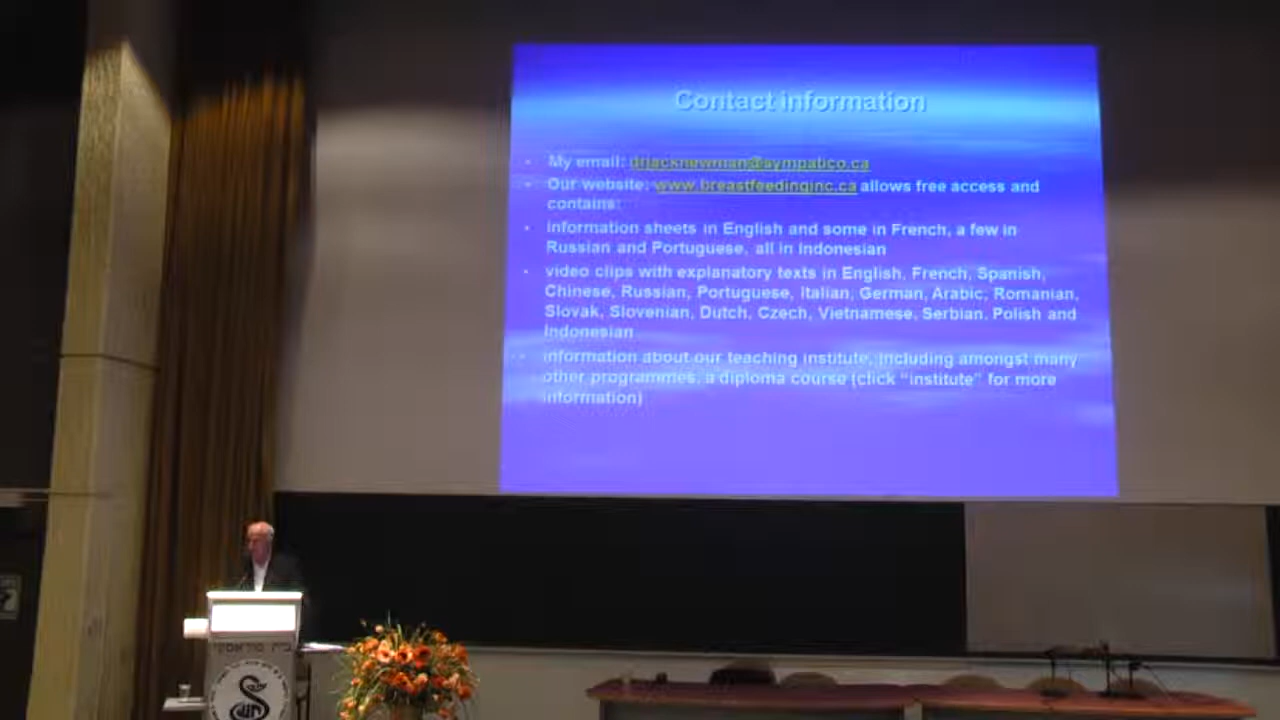 Contact information
My email: drjacknewman@sympatico.ca
Our website: www.breastfeedinginc.ca allows free access and
contains:
information sheets in English and some in French, a few in
Russian and Portuguese, all in Indonesian
video clips with explanatory texts in English, French, Spanish,
Chinese, Russian, Portuguese, Italian, German, Arabic, Romanian,
Slovak, Slovenian, Dutch, Czech, Vietnamese, Serbian. Polish and
Indonesian
information about our teaching institute, including amongst many
other programmes, a diploma course (click "institute" for more
information)
בית